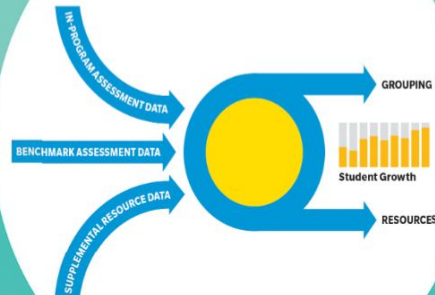 IN-PROGRAM ASSESSMENT DATA
GROUPING
BENCHMARK ASSESSMENT DATA
Student Growth
SUPPLEMENTAL RESOURCE DATA
RESOURCES